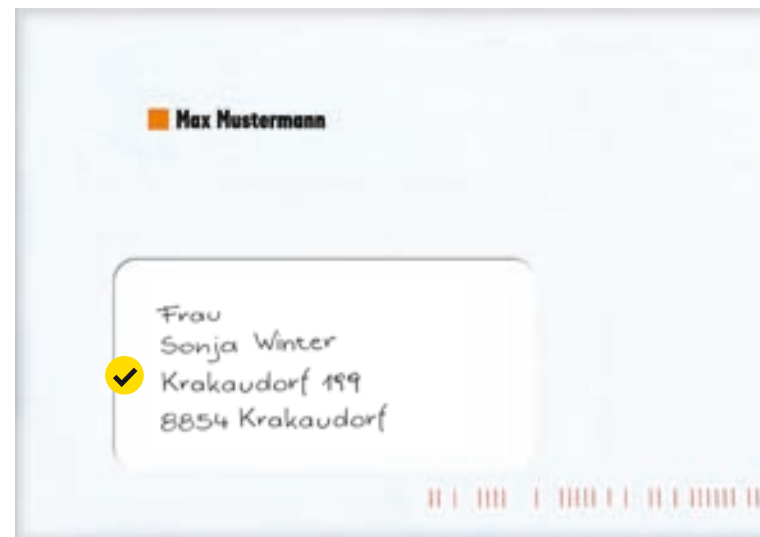 Max Mustermann
Frau
Sonja Winter
Krakaudorf 199
8854 Krakaudorf